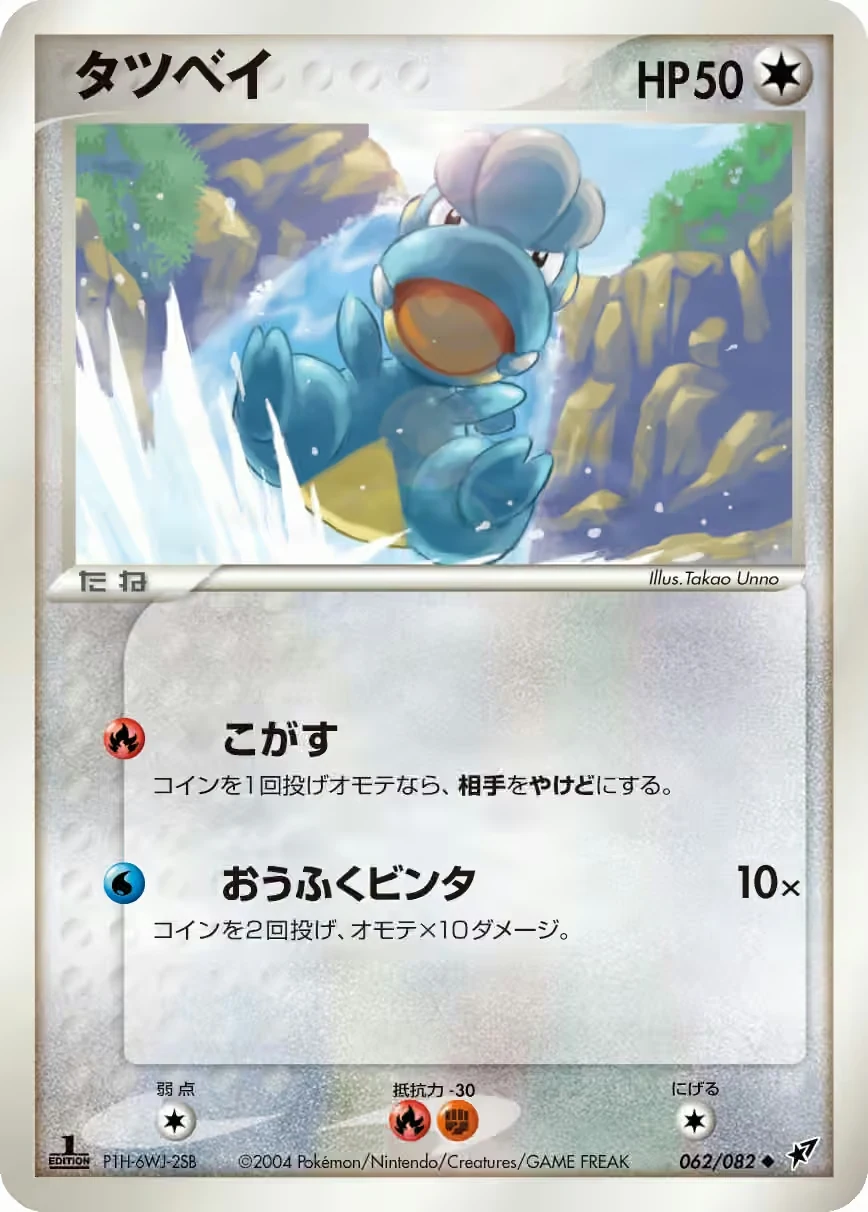 タツベイ HP50
たね Illus.Takao Unno
こがす
コインを1回投げオモテなら、相手をやけどにする。
おうふくビンタ 10×
コインを2回投げ、オモテ×10ダメージ。
弱点 抵抗力 -30 にげる
1 EDITION P1H-6WJ-2SB ©2004 Pokémon/Nintendo/Creatures/GAME FREAK 062/082 ◆